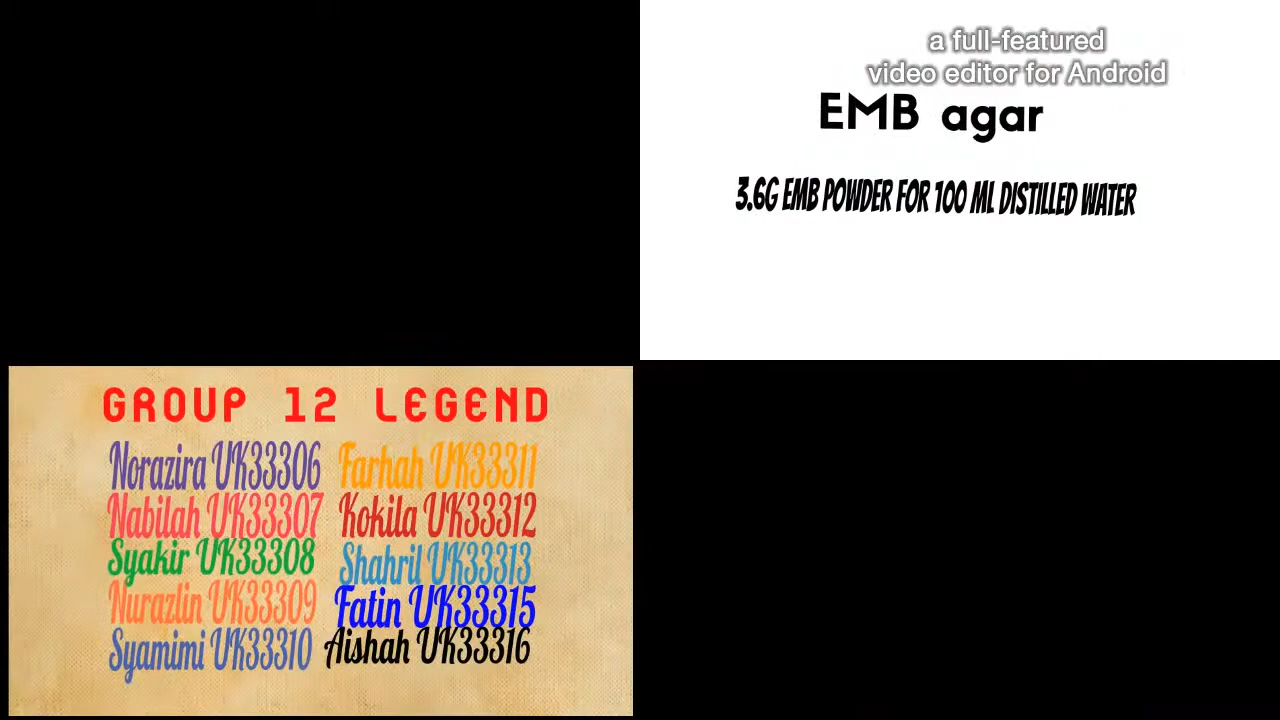 a full-featured
video editor for Android
EMB agar
3.6G EMB POWDER FOR 100 ML DISTILLED WATER
GROUP 12 LEGEND
Norazira UK33306
Farhah UK33311
Nabilah UK33307
Kokila UK33312
Syakir UK33308
Shahril UK33313
Nurazlin UK33309
Fatin UK33315
Syamimi UK33310
Aishah UK33316